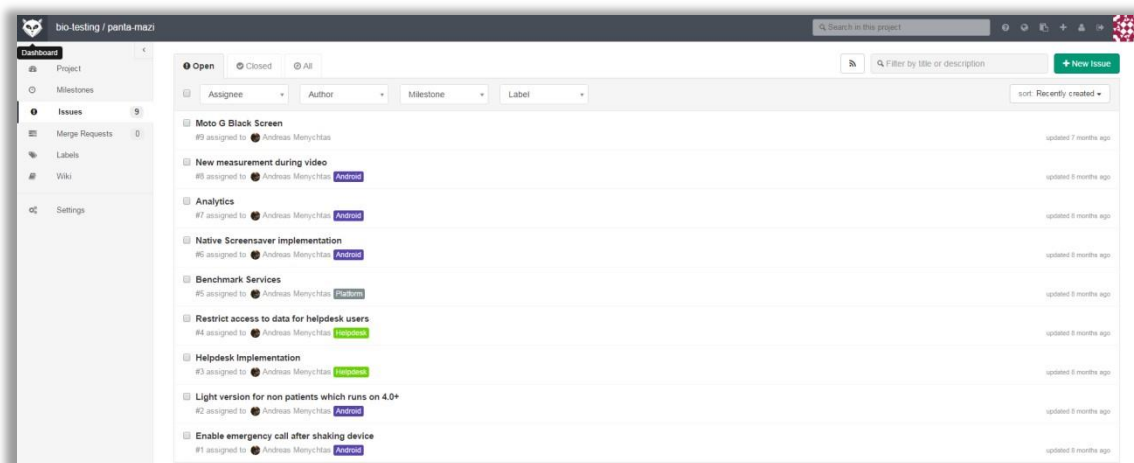 bio-testing / panta-mazi
Search in this project
Dashboard
Project
Milestones
Issues 9
Merge Requests 0
Labels
Wiki
Settings
Open Closed All
Filter by title or description
+ New Issue
Assignee Author Milestone Label
sort: Recently created
Moto G Black Screen
#9 assigned to Andreas Menychtas
updated 7 months ago
New measurement during video
#8 assigned to Andreas Menychtas Android
updated 8 months ago
Analytics
#7 assigned to Andreas Menychtas Android
updated 8 months ago
Native Screensaver implementation
#6 assigned to Andreas Menychtas Android
updated 8 months ago
Benchmark Services
#5 assigned to Andreas Menychtas Platform
updated 8 months ago
Restrict access to data for helpdesk users
#4 assigned to Andreas Menychtas Helpdesk
updated 8 months ago
Helpdesk Implementation
#3 assigned to Andreas Menychtas Helpdesk
updated 8 months ago
Light version for non patients which runs on 4.0+
#2 assigned to Andreas Menychtas Android
updated 8 months ago
Enable emergency call after shaking device
#1 assigned to Andreas Menychtas Android
updated 8 months ago